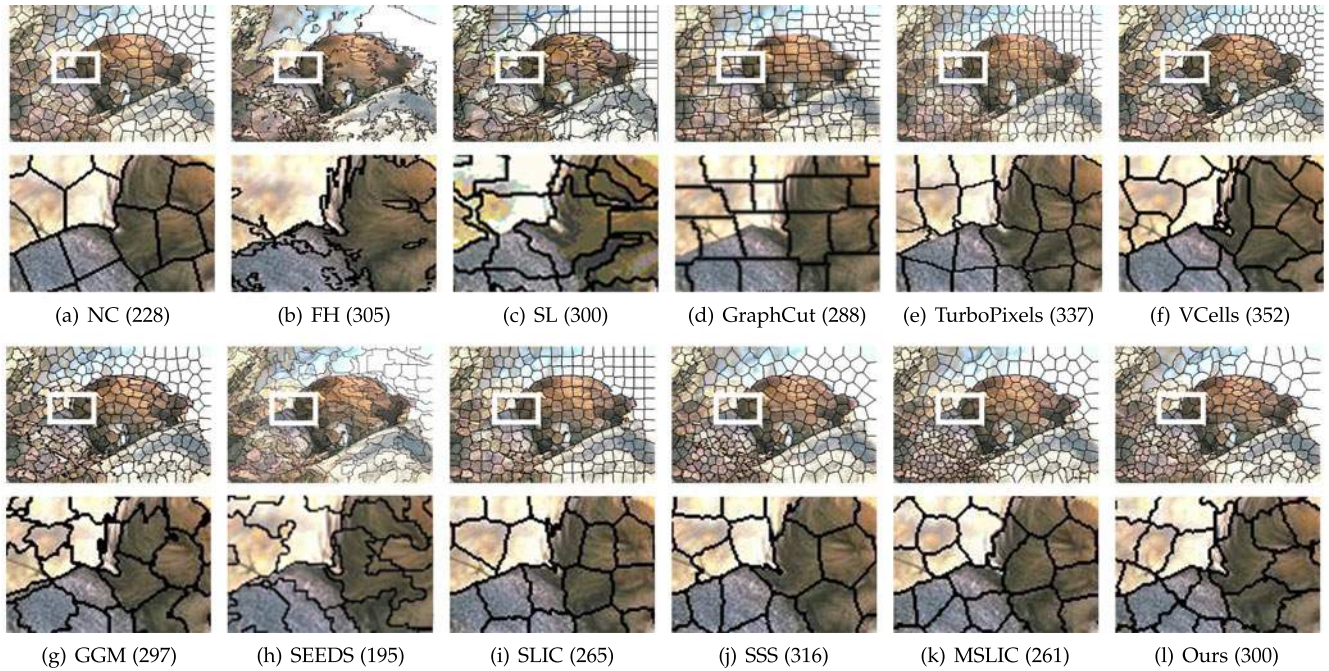 (a) NC (228) (b) FH (305) (c) SL (300) (d) GraphCut (288) (e) TurboPixels (337) (f) VCells (352)
(g) GGM (297) (h) SEEDS (195) (i) SLIC (265) (j) SSS (316) (k) MSLIC (261) (l) Ours (300)